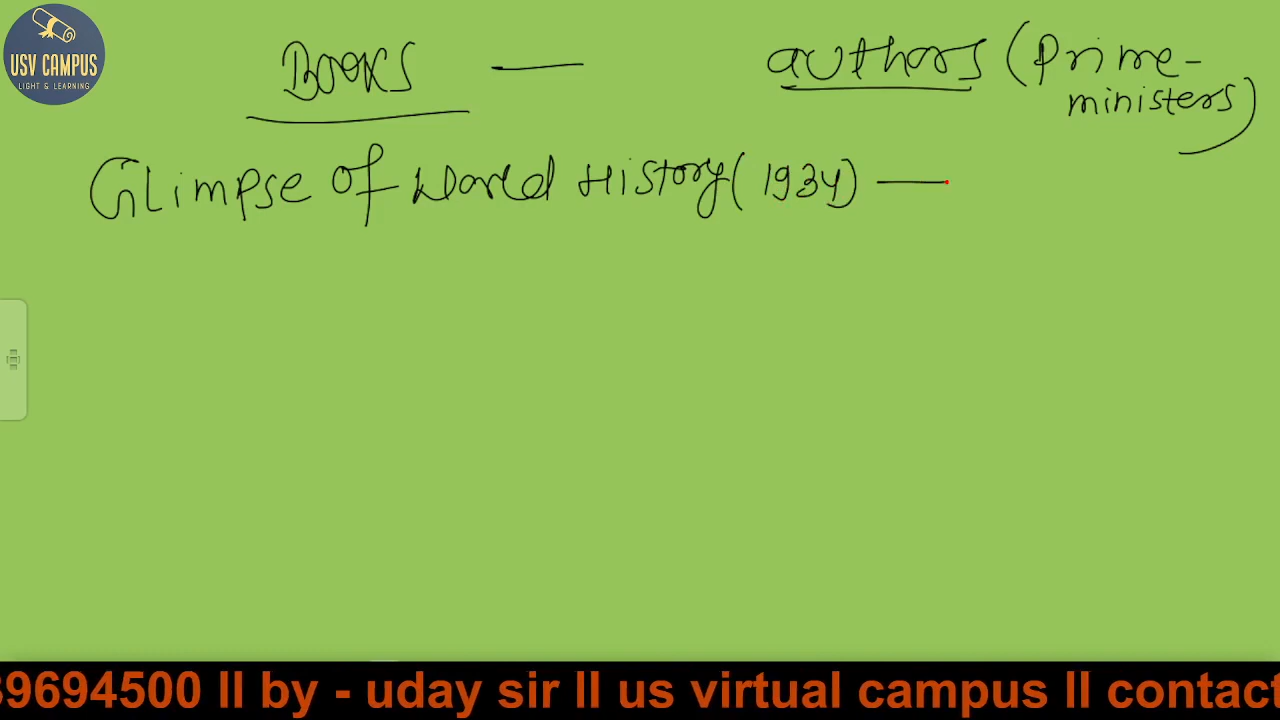 USV CAMPUS
LIGHT & LEARNING
Books — authors (Prime-
ministers)
Glimpse of World History (1934) —
39694500 ll by - uday sir ll us virtual campus ll contact